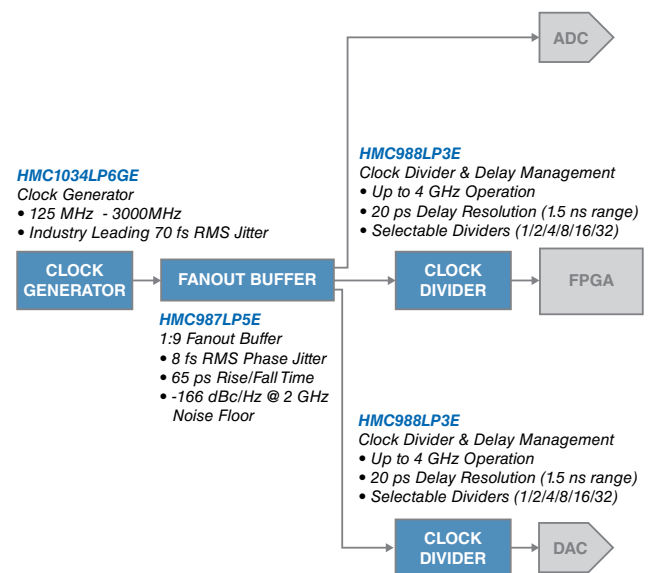 ADC
HMC1034LP6GE
Clock Generator
• 125 MHz - 3000MHz
• Industry Leading 70 fs RMS Jitter
HMC988LP3E
Clock Divider & Delay Management
• Up to 4 GHz Operation
• 20 ps Delay Resolution (1.5 ns range)
• Selectable Dividers (1/2/4/8/16/32)
CLOCK
GENERATOR
FANOUT BUFFER
CLOCK
DIVIDER
FPGA
HMC987LP5E
1:9 Fanout Buffer
• 8 fs RMS Phase Jitter
• 65 ps Rise/Fall Time
• -166 dBc/Hz @ 2 GHz
Noise Floor
HMC988LP3E
Clock Divider & Delay Management
• Up to 4 GHz Operation
• 20 ps Delay Resolution (1.5 ns range)
• Selectable Dividers (1/2/4/8/16/32)
CLOCK
DIVIDER
DAC